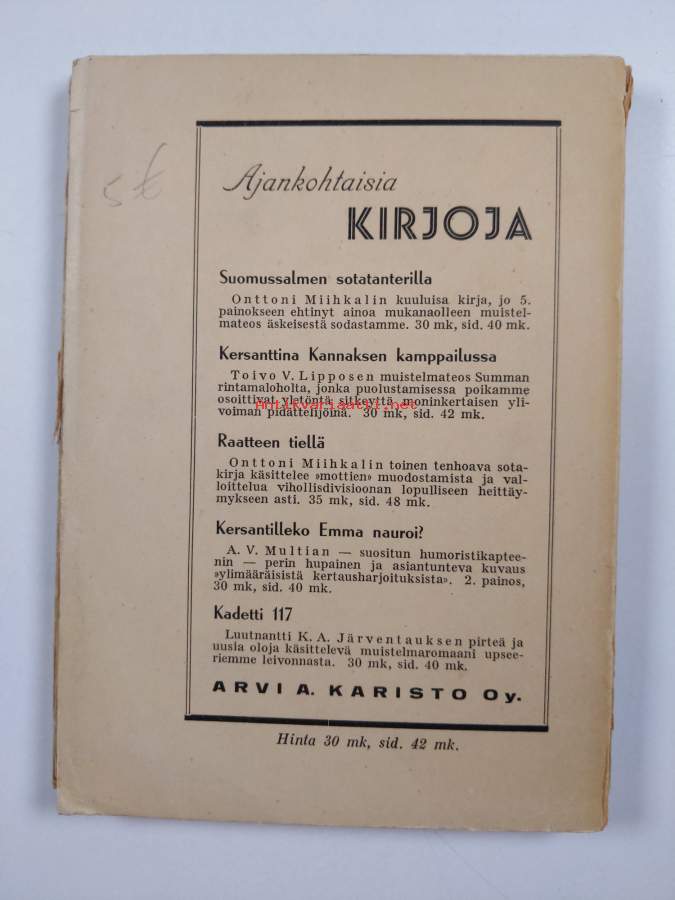 5€
Ajankohtaisia
KIRJOJA
Suomussalmen sotatanterilla
Onttoni Miihkalin kuuluisa kirja, jo 5.
painokseen ehtinyt ainoa mukanaolleen muistel-
mateos äskeisestä sodastamme. 30 mk, sid. 40 mk.
Kersanttina Kannaksen kamppailussa
Toivo V. Lipposen muistelmateos Summan
rintamaloholta, jonka puolustamisessa poikamme
osoittivat yletöntä sitkeyttä moninkertaisen yli-
Antikvariaatti.net
voiman pidättelijöinä. 30 mk, sid. 42 mk.
Raatteen tiellä
Onttoni Miihkalin toinen tenhoava sota-
kirja käsittelee »mottien» muodostamista ja val-
loittelua vihollisdivisioonan lopulliseen heittäy-
mykseen asti. 35 mk, sid. 48 mk.
Kersantilleko Emma nauroi?
A. V. Multian — suositun humoristikaptee-
nin — perin hupainen ja asiantunteva kuvaus
»ylimääräisistä kertausharjoituksista». 2. painos,
30 mk, sid. 40 mk.
Kadetti 117
Luutnantti K. A. Järventauksen pirteä ja
uusia oloja käsittelevä muistelmaromaani upsee-
riemme leivonnasta. 30 mk, sid. 40 mk.
ARVI A. KARISTO Oy.
Hinta 30 mk, sid. 42 mk.